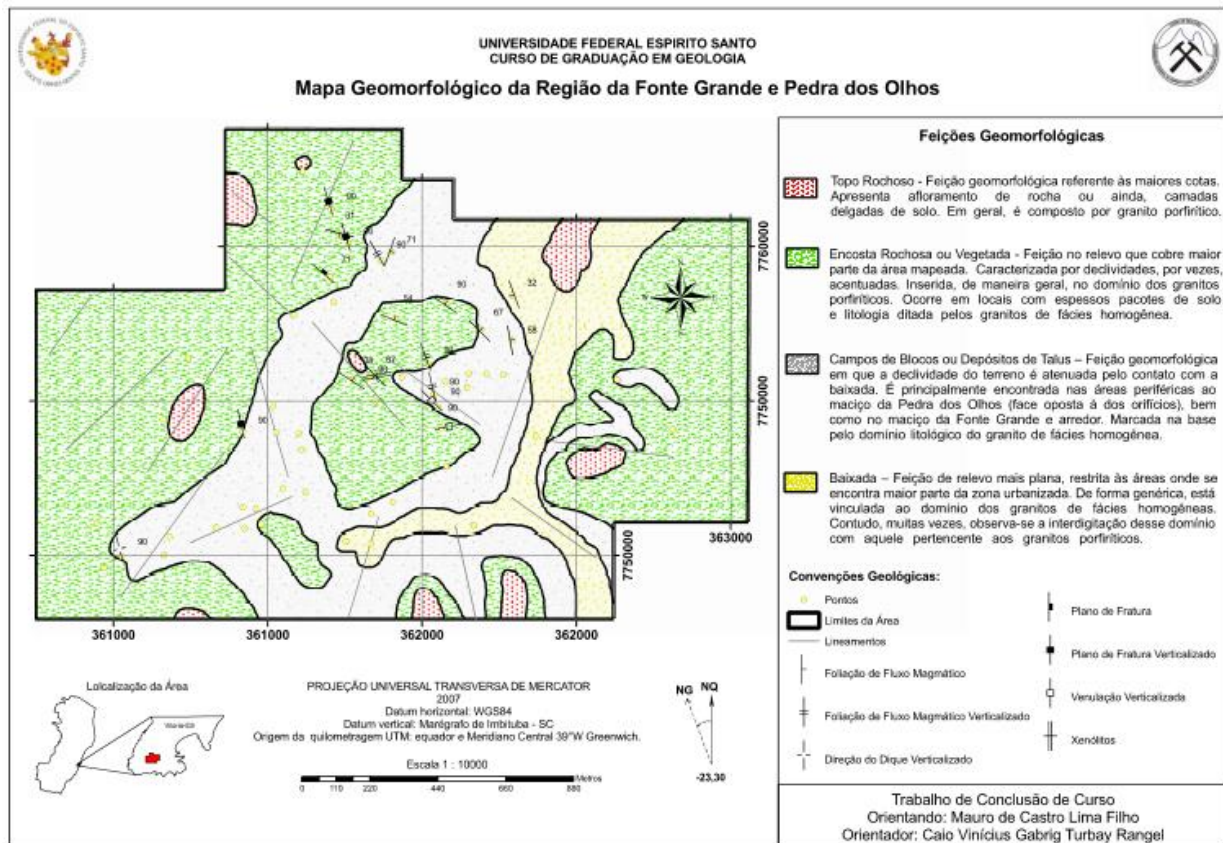 UNIVERSIDADE FEDERAL ESPIRITO SANTO
CURSO DE GRADUAÇÃO EM GEOLOGIA
Mapa Geomorfológico da Região da Fonte Grande e Pedra dos Olhos
Feições Geomorfológicas
Topo Rochoso - Feição geomorfológica referente às maiores cotas.
Apresenta afloramento de rocha ou ainda, camadas
delgadas de solo. Em geral, é composto por granito porfirítico.
Encosta Rochosa ou Vegetada - Feição no relevo que cobre maior
parte da área mapeada. Caracterizada por declividades, por vezes,
acentuadas. Inserida, de maneira geral, no domínio dos granitos
porfiríticos. Ocorre em locais com espessos pacotes de solo
e litologia ditada pelos granitos de fácies homogênea.
Campos de Blocos ou Depósitos de Talus – Feição geomorfológica
em que a declividade do terreno é atenuada pelo contato com a
baixada. É principalmente encontrada nas áreas periféricas ao
maciço da Pedra dos Olhos (face oposta á dos orifícios), bem
como no maciço da Fonte Grande e arredor. Marcada na base
pelo domínio litológico do granito de fácies homogênea.
Baixada – Feição de relevo mais plana, restrita às áreas onde se
encontra maior parte da zona urbanizada. De forma genérica, está
vinculada ao domínio dos granitos de fácies homogêneas.
Contudo, muitas vezes, observa-se a interdigitação desse domínio
com aquele pertencente aos granitos porfiríticos.
Convenções Geológicas:
Pontos
Limites da Área
Lineamentos
Foliação de Fluxo Magmático
Foliação de Fluxo Magmático Verticalizado
Direção do Dique Verticalizado
Plano de Fratura
Plano de Fratura Verticalizado
Venulação Verticalizada
Xenólitos
71
90
32
90
67
58
67
90
90
90
90
90
7760000
7750000
7750000
363000
361000
361000
362000
362000
Lolcalização da Área
PROJEÇÃO UNIVERSAL TRANSVERSA DE MERCATOR
2007
Datum horizontal: WGS84
Datum vertical: Marégrafo de Imbituba - SC
Origem da quilometragem UTM: equador e Meridiano Central 39°W Greenwich.
Escala 1 : 10000
Metros
0 110 220 440 660 880
NG NQ
-23,30
Trabalho de Conclusão de Curso
Orientando: Mauro de Castro Lima Filho
Orientador: Caio Vinícius Gabrig Turbay Rangel